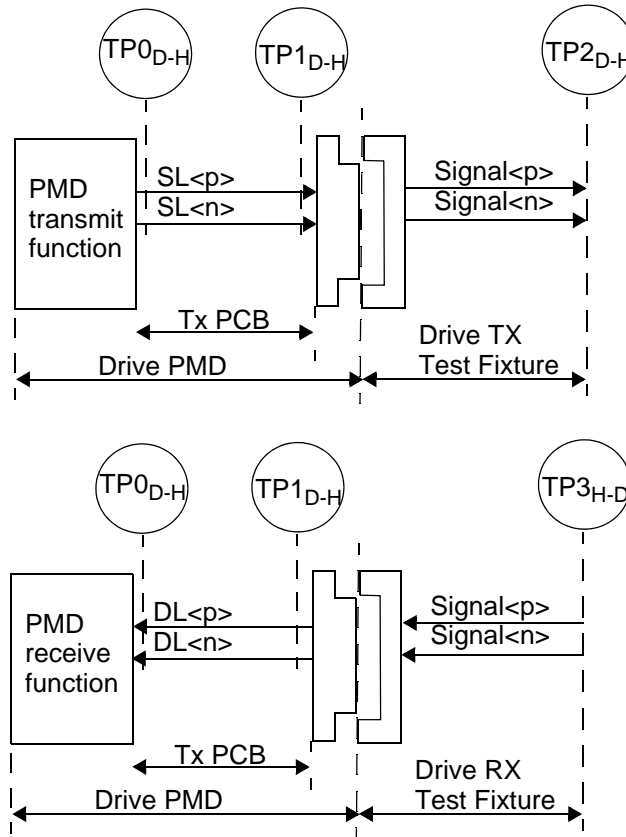 TP0D-H
TP1D-H
TP2D-H
PMD
transmit
function
SL<p>
SL<n>
Signal<p>
Signal<n>
Tx PCB
Drive PMD
Drive TX
Test Fixture
TP0D-H
TP1D-H
TP3H-D
PMD
receive
function
DL<p>
DL<n>
Signal<p>
Signal<n>
Tx PCB
Drive PMD
Drive RX
Test Fixture